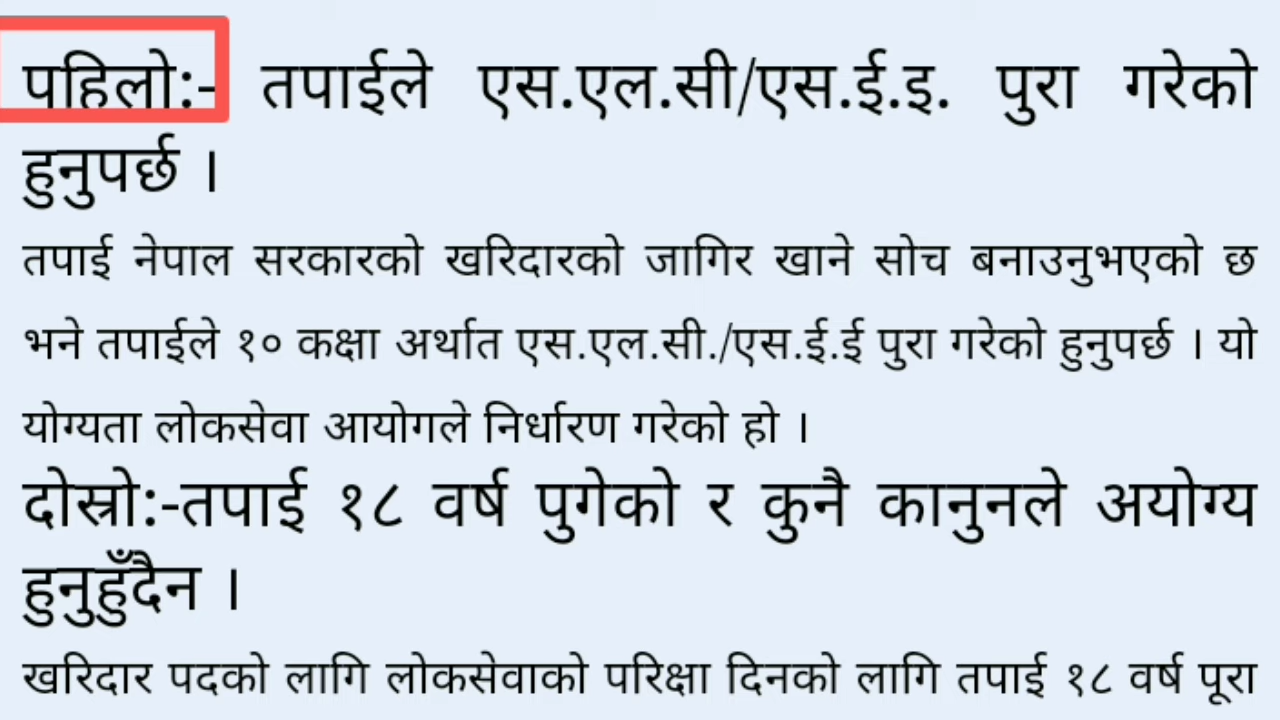 पहिलो:- तपाईले एस.एल.सी/एस.ई.इ. पुरा गरेको
हुनुपर्छ ।
तपाई नेपाल सरकारको खरिदारको जागिर खाने सोच बनाउनुभएको छ
भने तपाईले १० कक्षा अर्थात एस.एल.सी./एस.ई.ई पुरा गरेको हुनुपर्छ । यो
योग्यता लोकसेवा आयोगले निर्धारण गरेको हो ।
दोस्रो:-तपाई १८ वर्ष पुगेको र कुनै कानुनले अयोग्य
हुनुहुँदैन ।
खरिदार पदको लागि लोकसेवाको परिक्षा दिनको लागि तपाई १८ वर्ष पूरा